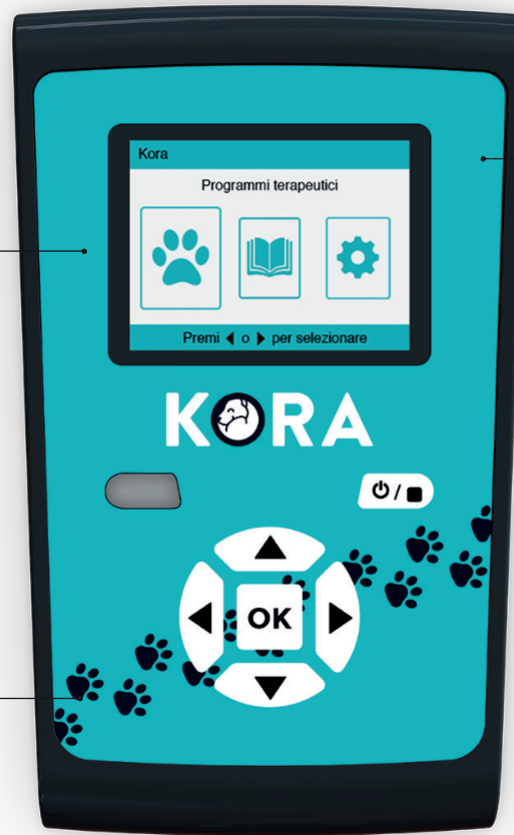 Kora
Programmi terapeutici
Premi ◀ o ▶ per selezionare
KORA
OK